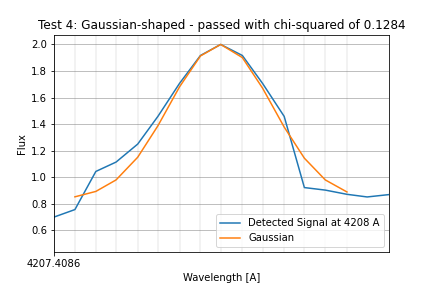 Test 4: Gaussian-shaped - passed with chi-squared of 0.1284
2.0
1.8
1.6
1.4
1.2
1.0
0.8
0.6
Flux
Detected Signal at 4208 A
Gaussian
4207.4086
Wavelength [A]